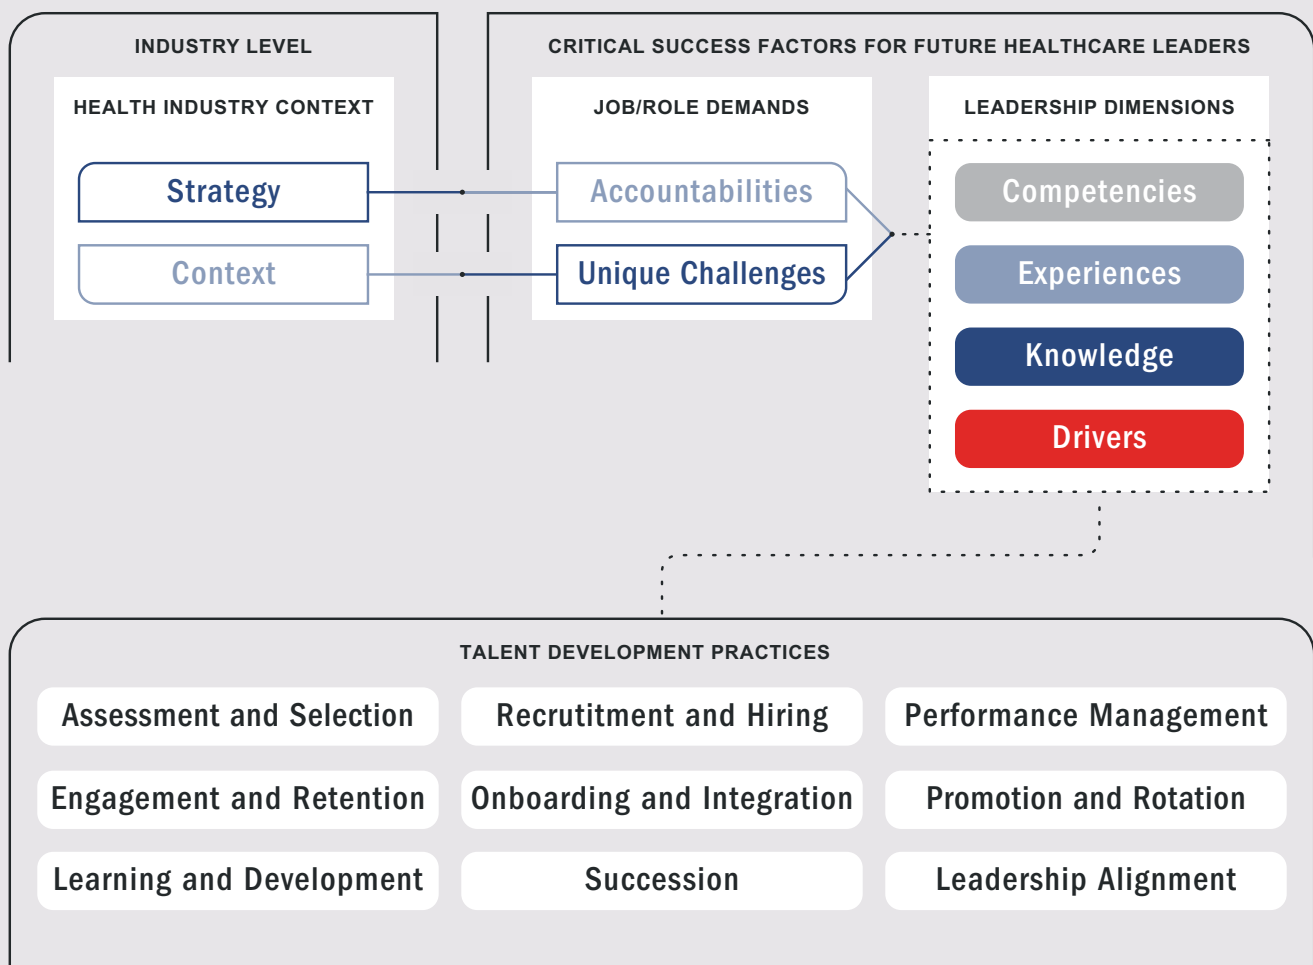 INDUSTRY LEVEL
HEALTH INDUSTRY CONTEXT
Strategy
Context
CRITICAL SUCCESS FACTORS FOR FUTURE HEALTHCARE LEADERS
JOB/ROLE DEMANDS
Accountabilities
Unique Challenges
LEADERSHIP DIMENSIONS
Competencies
Experiences
Knowledge
Drivers
TALENT DEVELOPMENT PRACTICES
Assessment and Selection
Recrutitment and Hiring
Performance Management
Engagement and Retention
Onboarding and Integration
Promotion and Rotation
Learning and Development
Succession
Leadership Alignment